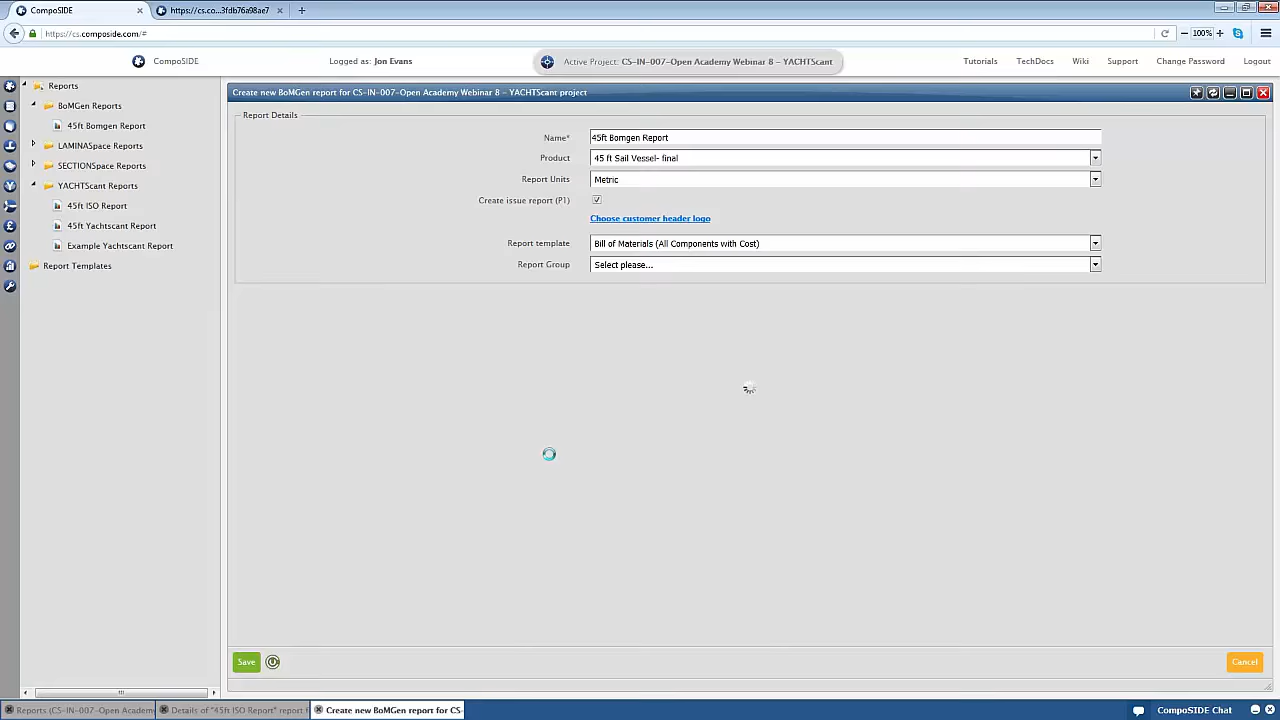 CompoSIDE
https://cs.co...3fdb76a98ae7
https://cs.composide.com/#
100%
CompoSIDE
Logged as: Jon Evans
Active Project: CS-IN-007-Open Academy Webinar 8 - YACHTScant
Tutorials
TechDocs
Wiki
Support
Change Password
Logout
Reports
BoMGen Reports
45ft Bomgen Report
LAMINASpace Reports
SECTIONSpace Reports
YACHTScant Reports
45ft ISO Report
45ft Yachtscant Report
Example Yachtscant Report
Report Templates
Create new BoMGen report for CS-IN-007-Open Academy Webinar 8 - YACHTScant project
Report Details
Name* 45ft Bomgen Report
Product 45 ft Sail Vessel- final
Report Units Metric
Create issue report (P1)
Choose customer header logo
Report template Bill of Materials (All Components with Cost)
Report Group Select please...
Save
Cancel
Reports (CS-IN-007-Open Academy
Details of "45ft ISO Report" report f
Create new BoMGen report for CS-
CompoSIDE Chat